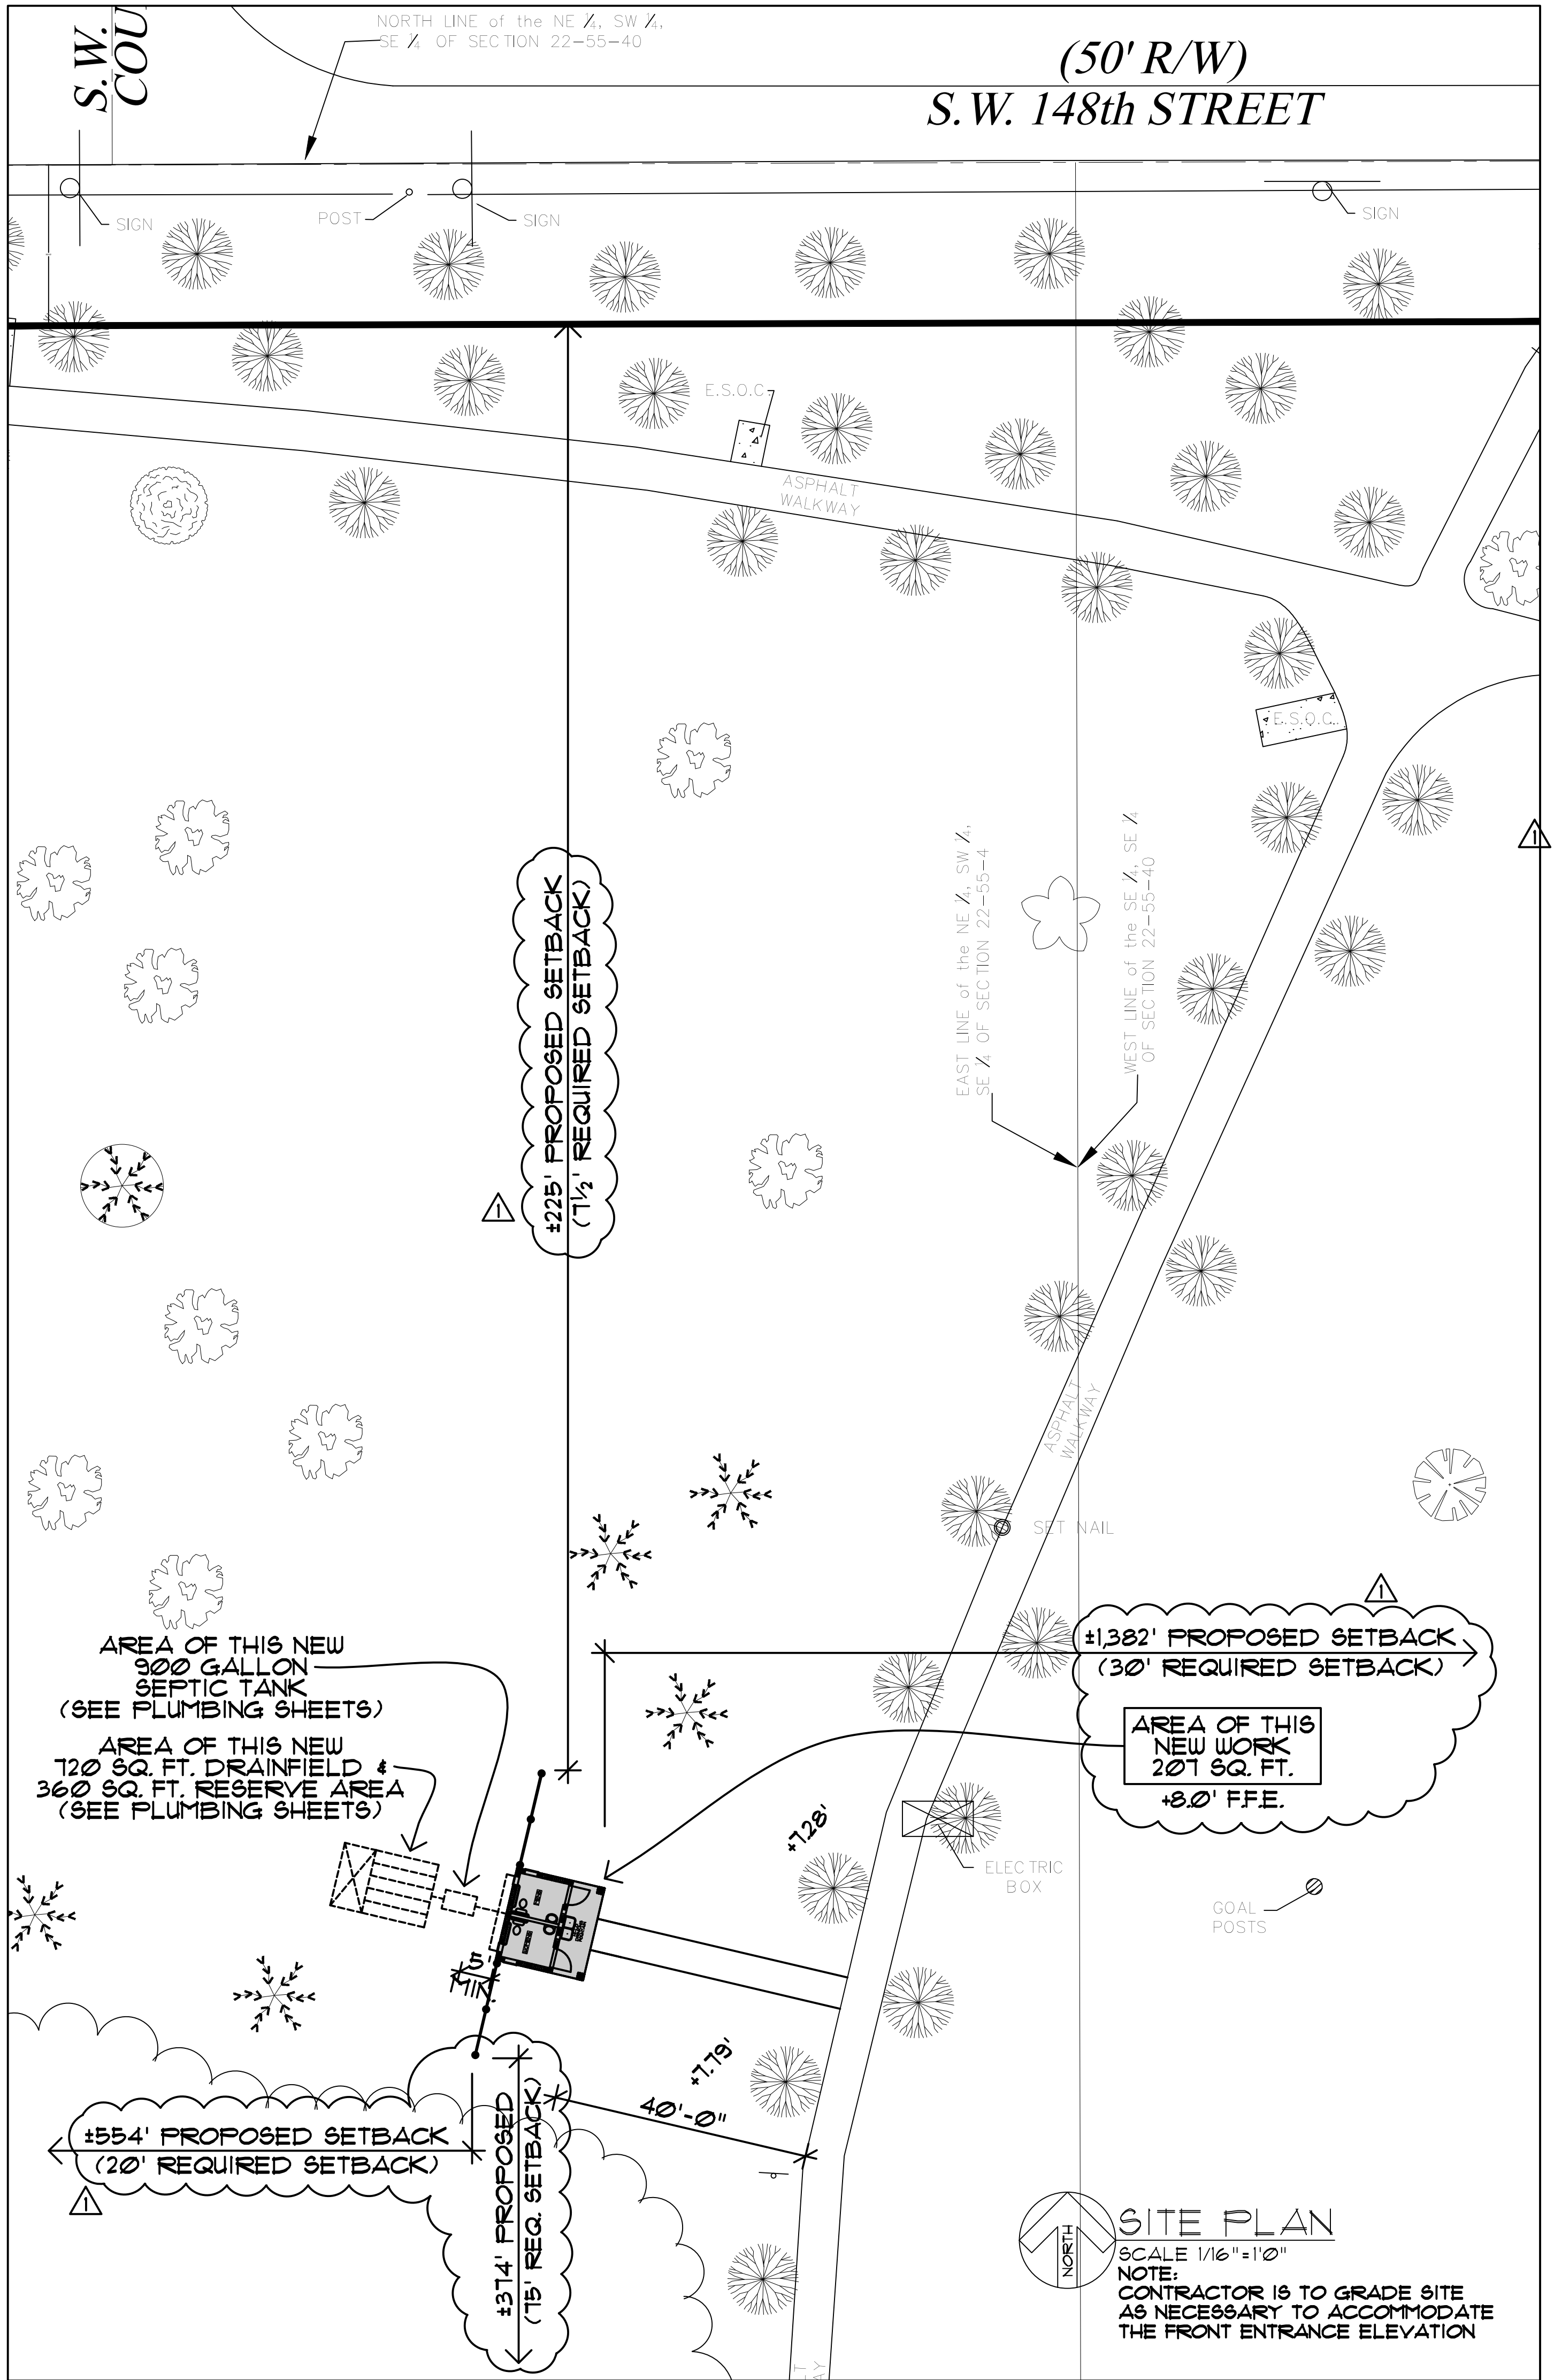 S.W.
COU
NORTH LINE of the NE ¼, SW ¼,
SE ¼ OF SECTION 22-55-40
(50' R/W)
S.W. 148th STREET
SIGN
POST
SIGN
SIGN
E.S.O.C.
ASPHALT
WALKWAY
E.S.O.C.
±225' PROPOSED SETBACK
(7½' REQUIRED SETBACK)
1
EAST LINE of the NE ¼, SW ¼,
SE ¼ OF SECTION 22-55-4
WEST LINE of the SE ¼, SE ¼
OF SECTION 22-55-40
1
ASPHALT
WALKWAY
SET NAIL
1
±1,382' PROPOSED SETBACK
(30' REQUIRED SETBACK)
AREA OF THIS
NEW WORK
207 SQ. FT.
+8.0' F.F.E.
AREA OF THIS NEW
900 GALLON
SEPTIC TANK
(SEE PLUMBING SHEETS)
AREA OF THIS NEW
720 SQ. FT. DRAINFIELD &
360 SQ. FT. RESERVE AREA
(SEE PLUMBING SHEETS)
+7.28'
ELECTRIC
BOX
GOAL
POSTS
5'
MIN.
+7.79'
40'-0"
±554' PROPOSED SETBACK
(20' REQUIRED SETBACK)
1
±374' PROPOSED
(75' REQ. SETBACK)
NORTH
SITE PLAN
SCALE 1/16"=1'0"
NOTE:
CONTRACTOR IS TO GRADE SITE
AS NECESSARY TO ACCOMMODATE
THE FRONT ENTRANCE ELEVATION